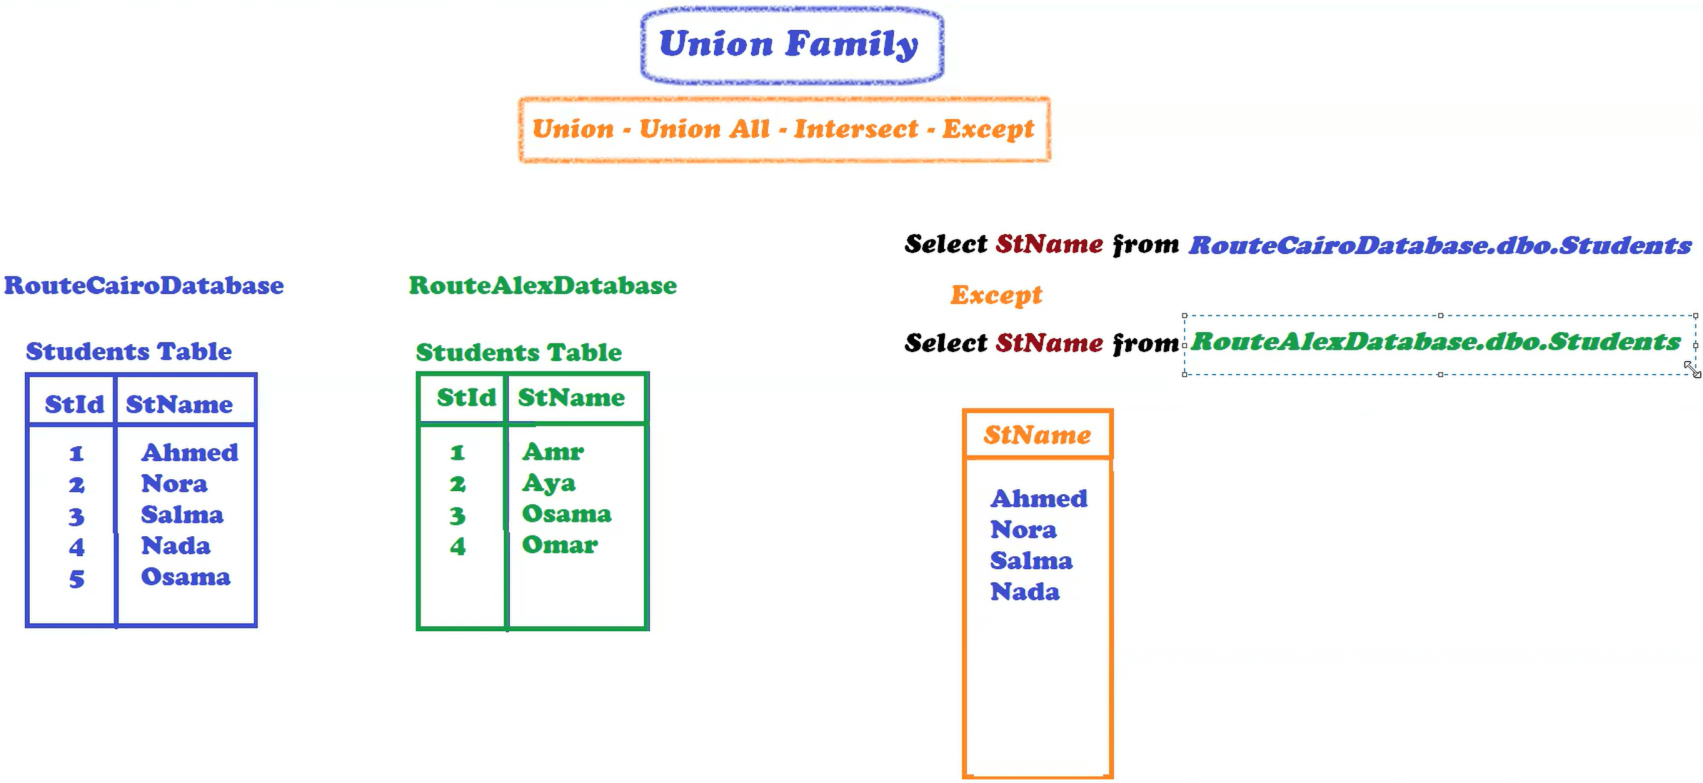 Union Family
Union - Union All - Intersect - Except
RouteCairoDatabase
Students Table
StId StName
1 Ahmed
2 Nora
3 Salma
4 Nada
5 Osama
RouteAlexDatabase
Students Table
StId StName
1 Amr
2 Aya
3 Osama
4 Omar
Select StName from RouteCairoDatabase.dbo.Students
Except
Select StName from RouteAlexDatabase.dbo.Students
StName
Ahmed
Nora
Salma
Nada